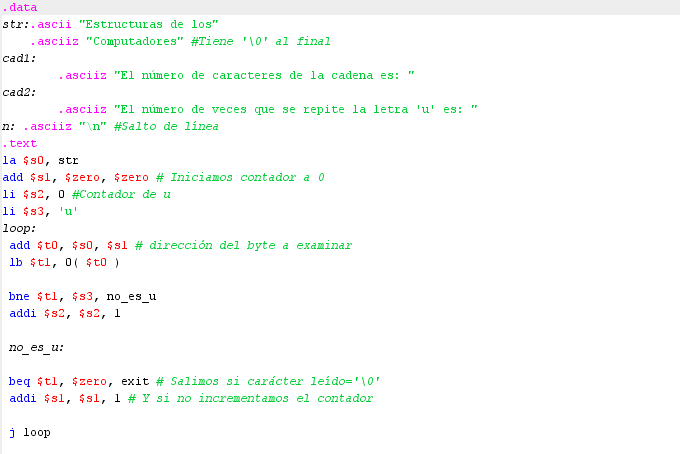 .data
str:.ascii "Estructuras de los"
.asciiz "Computadores" #Tiene '\0' al final
cad1:
.asciiz "El número de caracteres de la cadena es: "
cad2:
.asciiz "El número de veces que se repite la letra 'u' es: "
n: .asciiz "\n" #Salto de línea
.text
la $s0, str
add $s1, $zero, $zero # Iniciamos contador a 0
li $s2, 0 #Contador de u
li $s3, 'u'
loop:
add $t0, $s0, $s1 # dirección del byte a examinar
lb $t1, 0( $t0 )
bne $t1, $s3, no_es_u
addi $s2, $s2, 1
no_es_u:
beq $t1, $zero, exit # Salimos si carácter leído='\0'
addi $s1, $s1, 1 # Y si no incrementamos el contador
j loop